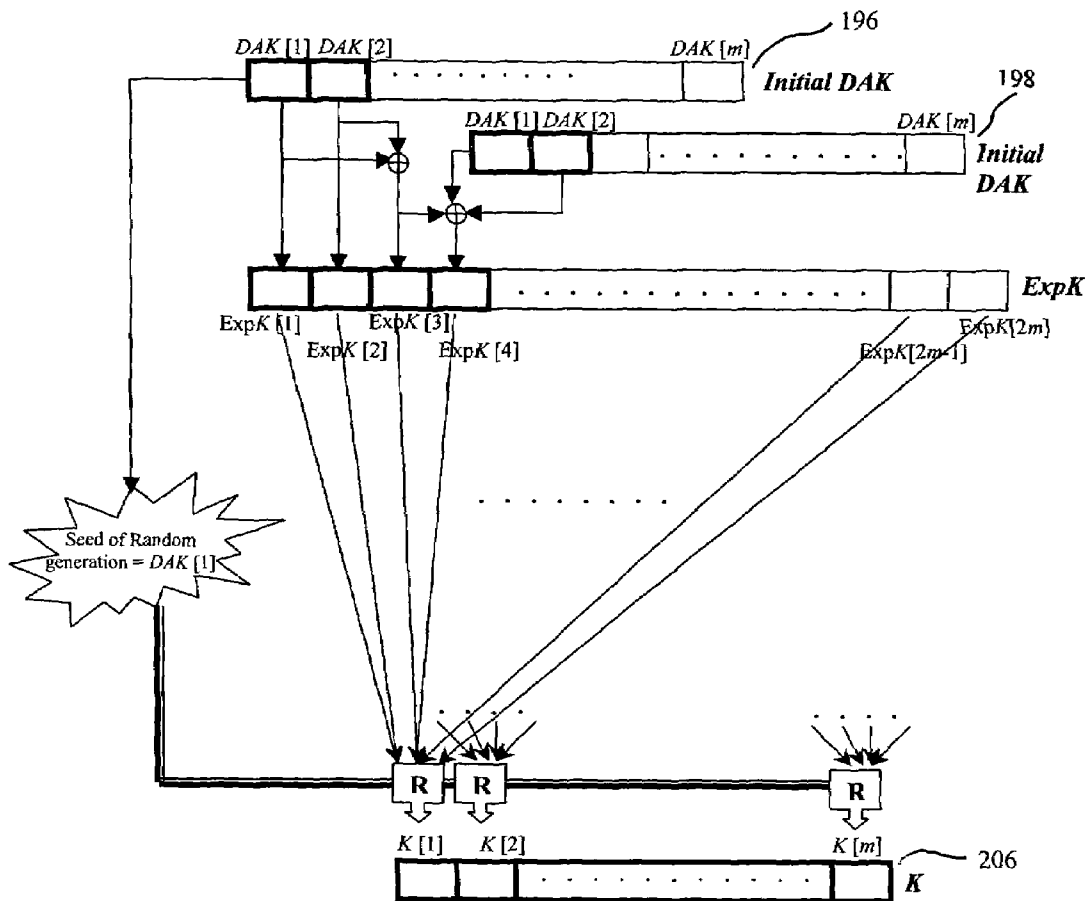 196
DAK [1] DAK [2] DAK [m]
Initial DAK
198
DAK [1] DAK [2] DAK [m]
Initial
DAK
ExpK
ExpK [1] ExpK [3] ExpK[2m]
ExpK [2] ExpK [4] ExpK[2m-1]
Seed of Random
generation = DAK [1]
R R R
K [1] K [2] K [m]
206
K